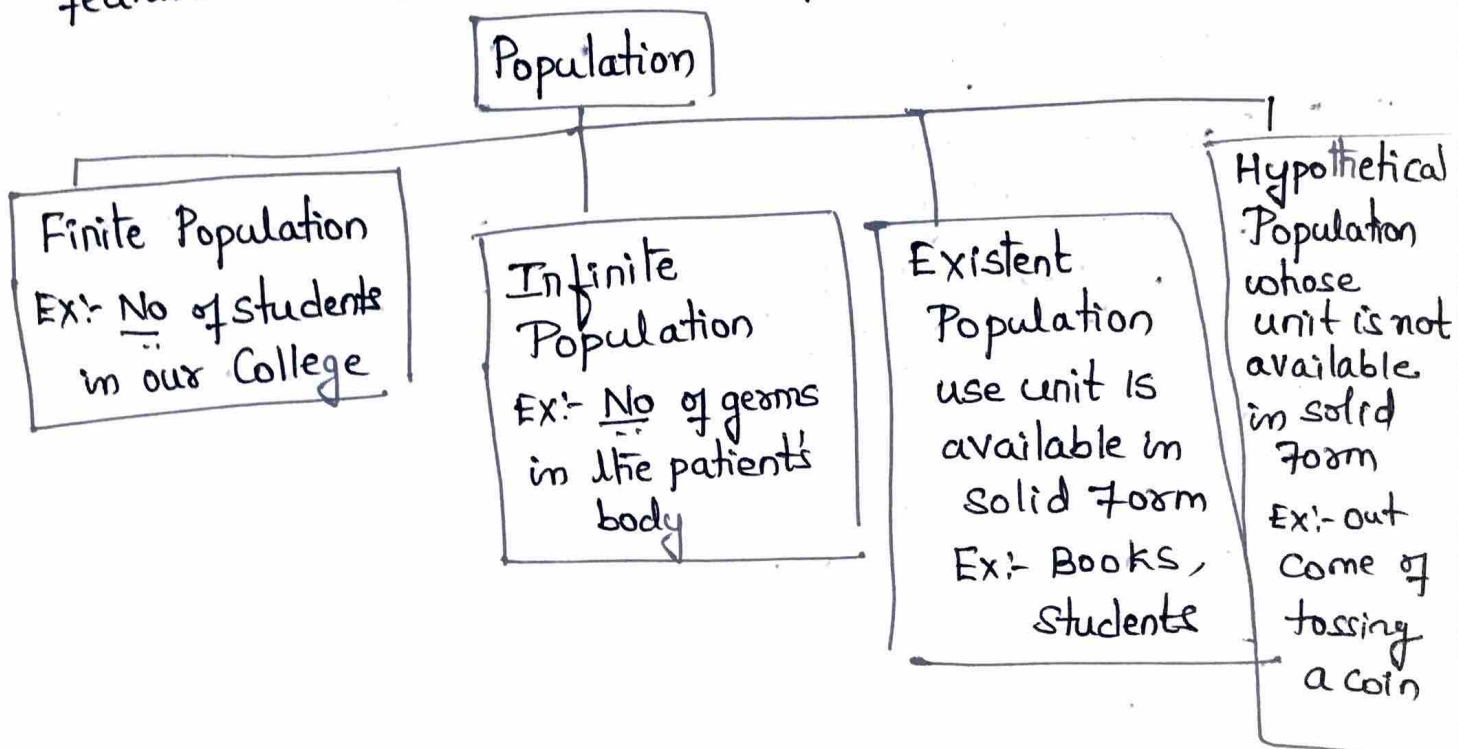 Population
Finite Population
Ex:- No of students
in our College
Infinite
Population
Ex:- No of germs
in the patient's
body
Existent
Population
use unit is
available in
solid form
Ex:- Books,
students
Hypothetical
Population
whose
unit is not
available
in solid
form
Ex:- out
come of
tossing
a coin